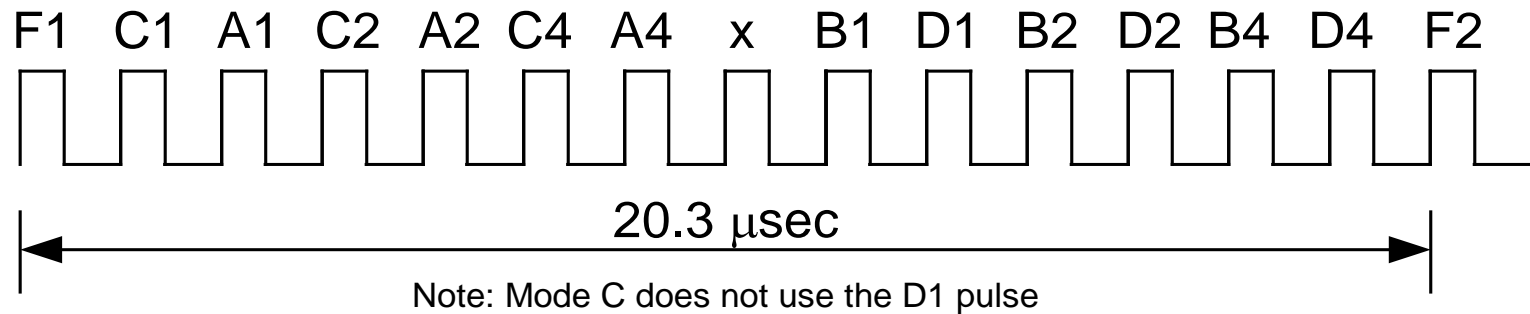 F1 C1 A1 C2 A2 C4 A4 x B1 D1 B2 D2 B4 D4 F2
20.3 μsec
Note: Mode C does not use the D1 pulse